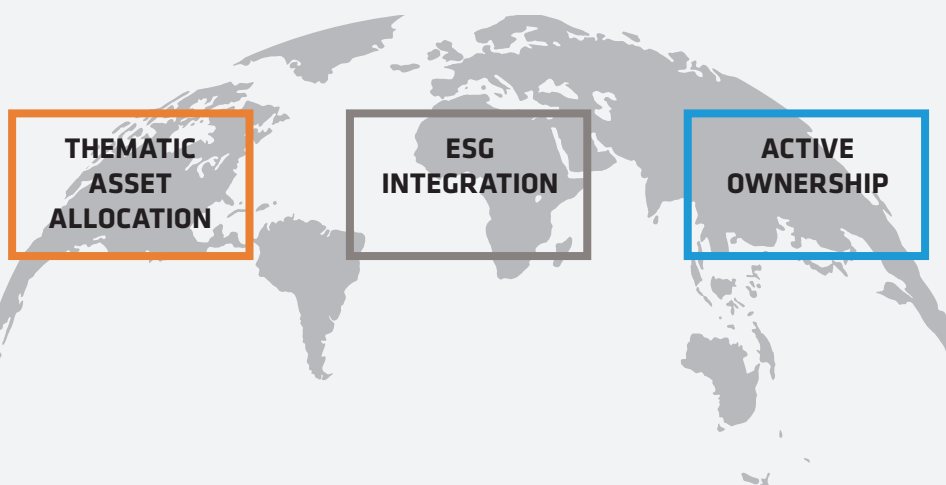 THEMATIC
ASSET
ALLOCATION
ESG
INTEGRATION
ACTIVE
OWNERSHIP